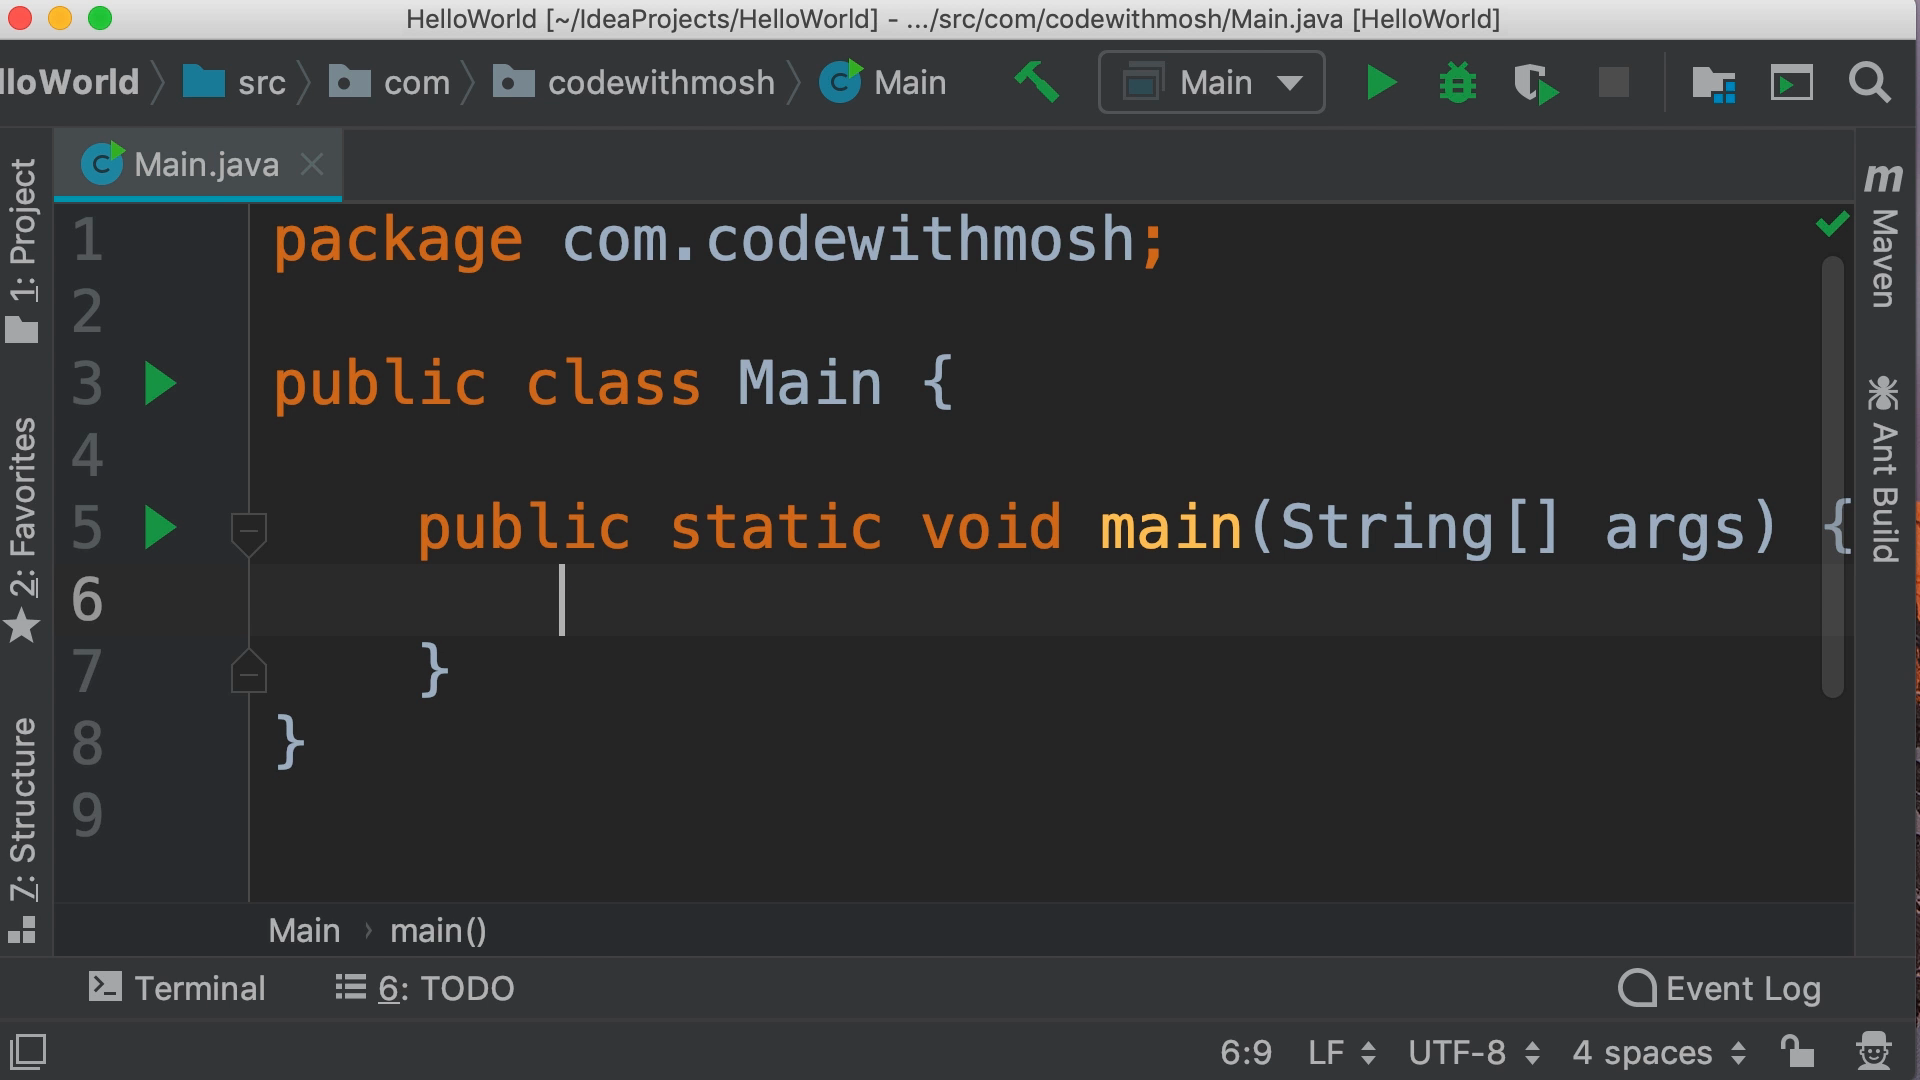 HelloWorld [~/IdeaProjects/HelloWorld] - .../src/com/codewithmosh/Main.java [HelloWorld]
lloWorld src com codewithmosh Main Main
Main.java
1: Project
2: Favorites
7: Structure
1 package com.codewithmosh;
2
3 public class Main {
4
5 public static void main(String[] args) {
6
7 }
8 }
9
Maven
Ant Build
Main › main()
Terminal 6: TODO Event Log
6:9 LF UTF-8 4 spaces